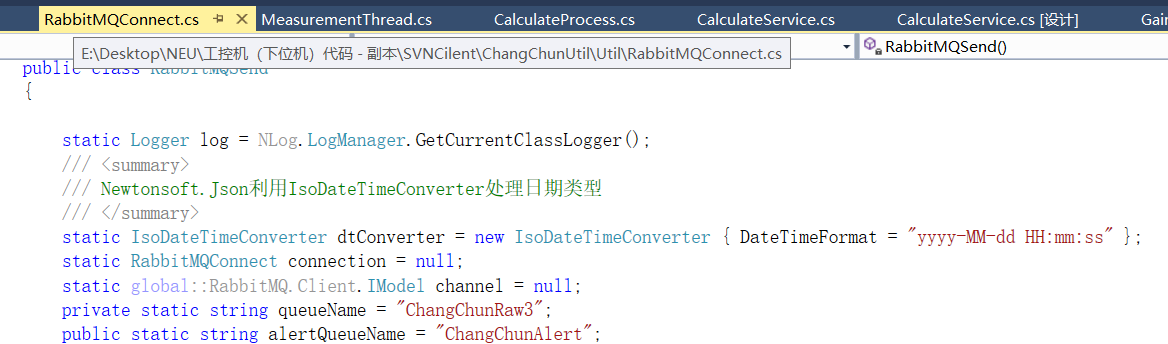 RabbitMQConnect.cs
MeasurementThread.cs
CalculateProcess.cs
CalculateService.cs
CalculateService.cs [设计]
Gain
E:\Desktop\NEU\工控机（下位机）代码 - 副本\SVNCilent\ChangChunUtil\Util\RabbitMQConnect.cs
RabbitMQSend()
public class RabbitMQSend
{
static Logger log = NLog.LogManager.GetCurrentClassLogger();
/// <summary>
/// Newtonsoft.Json利用IsoDateTimeConverter处理日期类型
/// </summary>
static IsoDateTimeConverter dtConverter = new IsoDateTimeConverter { DateTimeFormat = "yyyy-MM-dd HH:mm:ss" };
static RabbitMQConnect connection = null;
static global::RabbitMQ.Client.IModel channel = null;
private static string queueName = "ChangChunRaw3";
public static string alertQueueName = "ChangChunAlert";